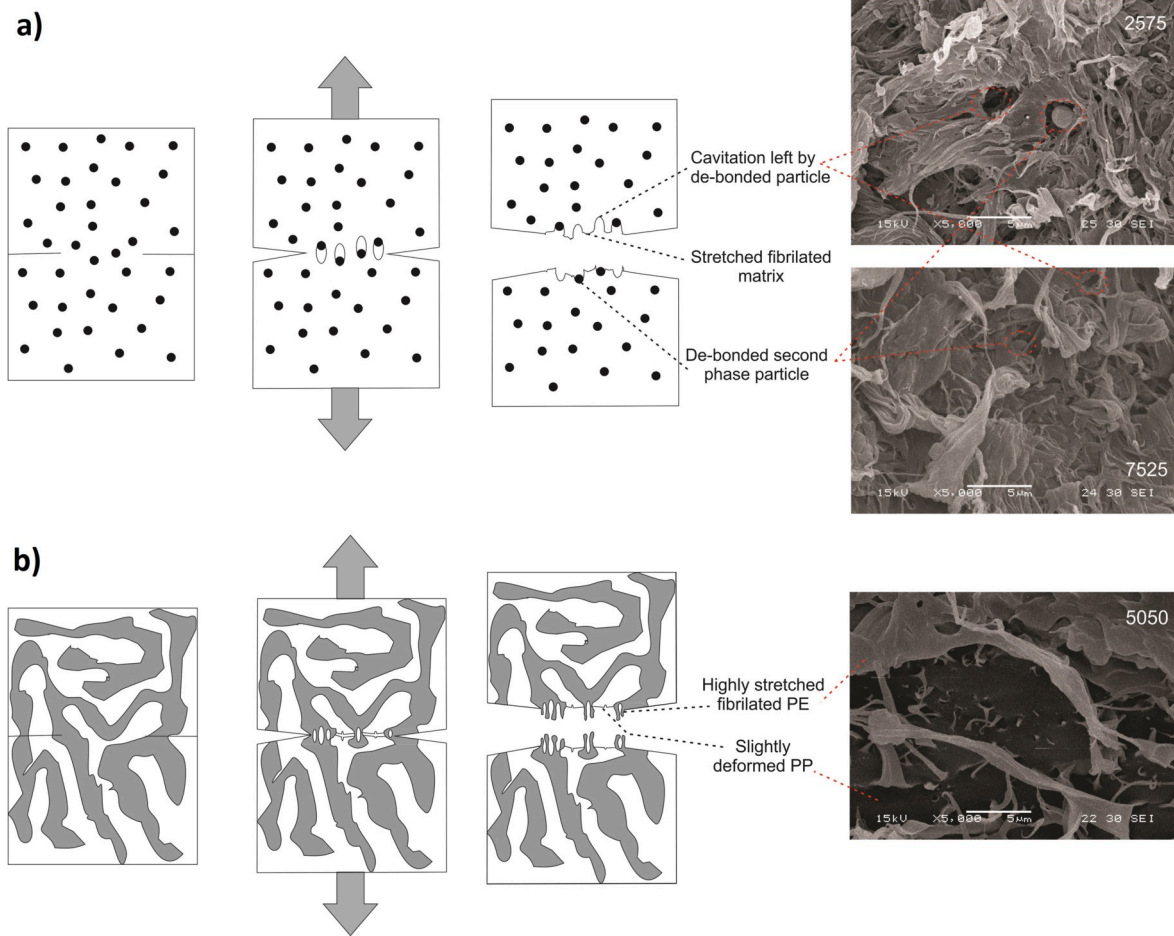 a)
2575
Cavitation left by
de-bonded particle
15kV X5,000 5μm 25 30 SEI
Stretched fibrilated
matrix
De-bonded second
phase particle
7525
15kV X5,000 5μm 24 30 SEI
b)
5050
Highly stretched
fibrilated PE
Slightly
deformed PP
15kV X5,000 5μm 22 30 SEI